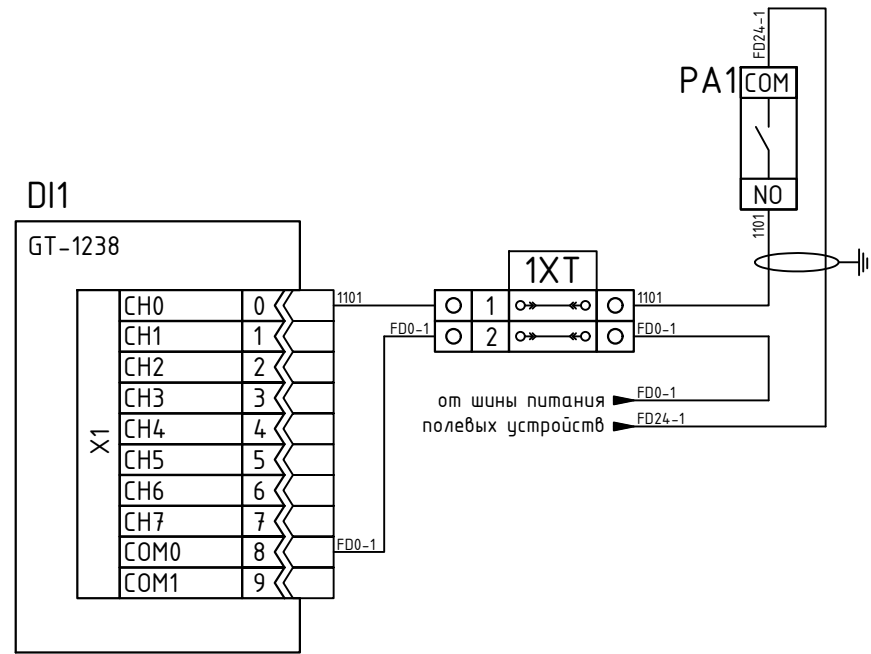 FD24-1
PA1
COM
NO
1101
DI1
GT-1238
X1
CH0 0
CH1 1
CH2 2
CH3 3
CH4 4
CH5 5
CH6 6
CH7 7
COM0 8
COM1 9
1XT
1101 1 1101
FD0-1 2 FD0-1
от шины питания FD0-1
полевых устройств FD24-1
FD0-1